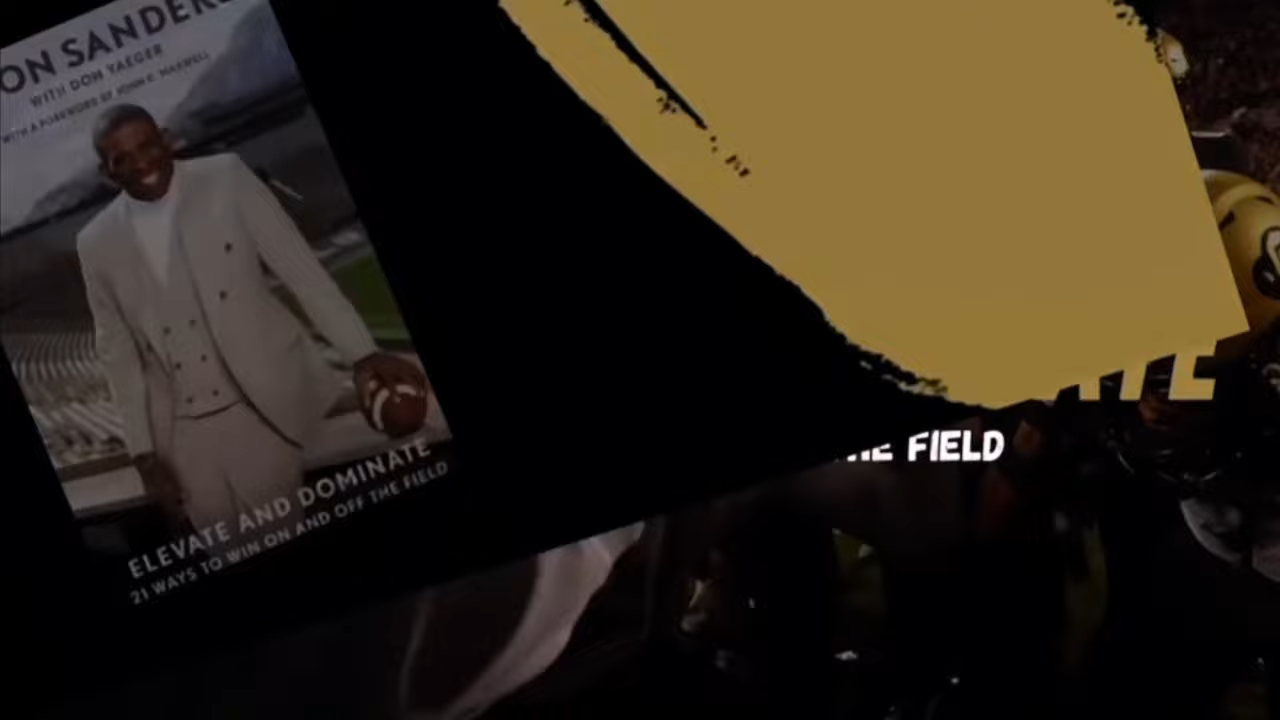 ON SANDERS
WITH DON YAEGER
WITH A FOREWORD BY JOHN C. MAXWELL
ELEVATE AND DOMINATE
21 WAYS TO WIN ON AND OFF THE FIELD
FIELD